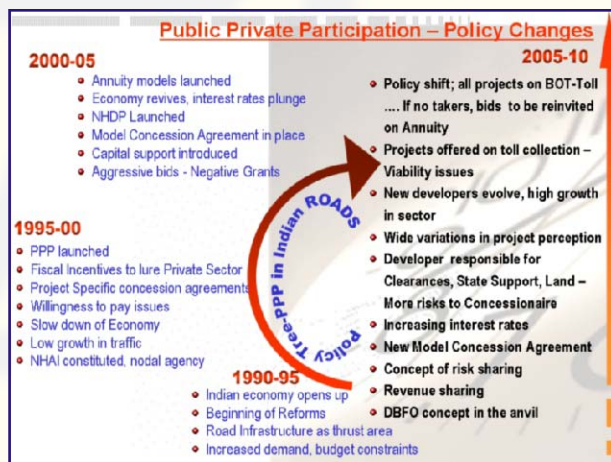 Public Private Participation – Policy Changes
2000-05
Annuity models launched
Economy revives, interest rates plunge
NHDP Launched
Model Concession Agreement in place
Capital support introduced
Aggressive bids - Negative Grants
1995-00
PPP launched
Fiscal Incentives to lure Private Sector
Project Specific concession agreements
Willingness to pay issues
Slow down of Economy
Low growth in traffic
NHAI constituted, nodal agency
1990-95
Indian economy opens up
Beginning of Reforms
Road Infrastructure as thrust area
Increased demand, budget constraints
Policy Tree-PPP in Indian ROADS
2005-10
Policy shift; all projects on BOT-Toll
.... If no takers, bids to be reinvited
on Annuity
Projects offered on toll collection –
Viability issues
New developers evolve, high growth
in sector
Wide variations in project perception
Developer responsible for
Clearances, State Support, Land –
More risks to Concessionaire
Increasing interest rates
New Model Concession Agreement
Concept of risk sharing
Revenue sharing
DBFO concept in the anvil